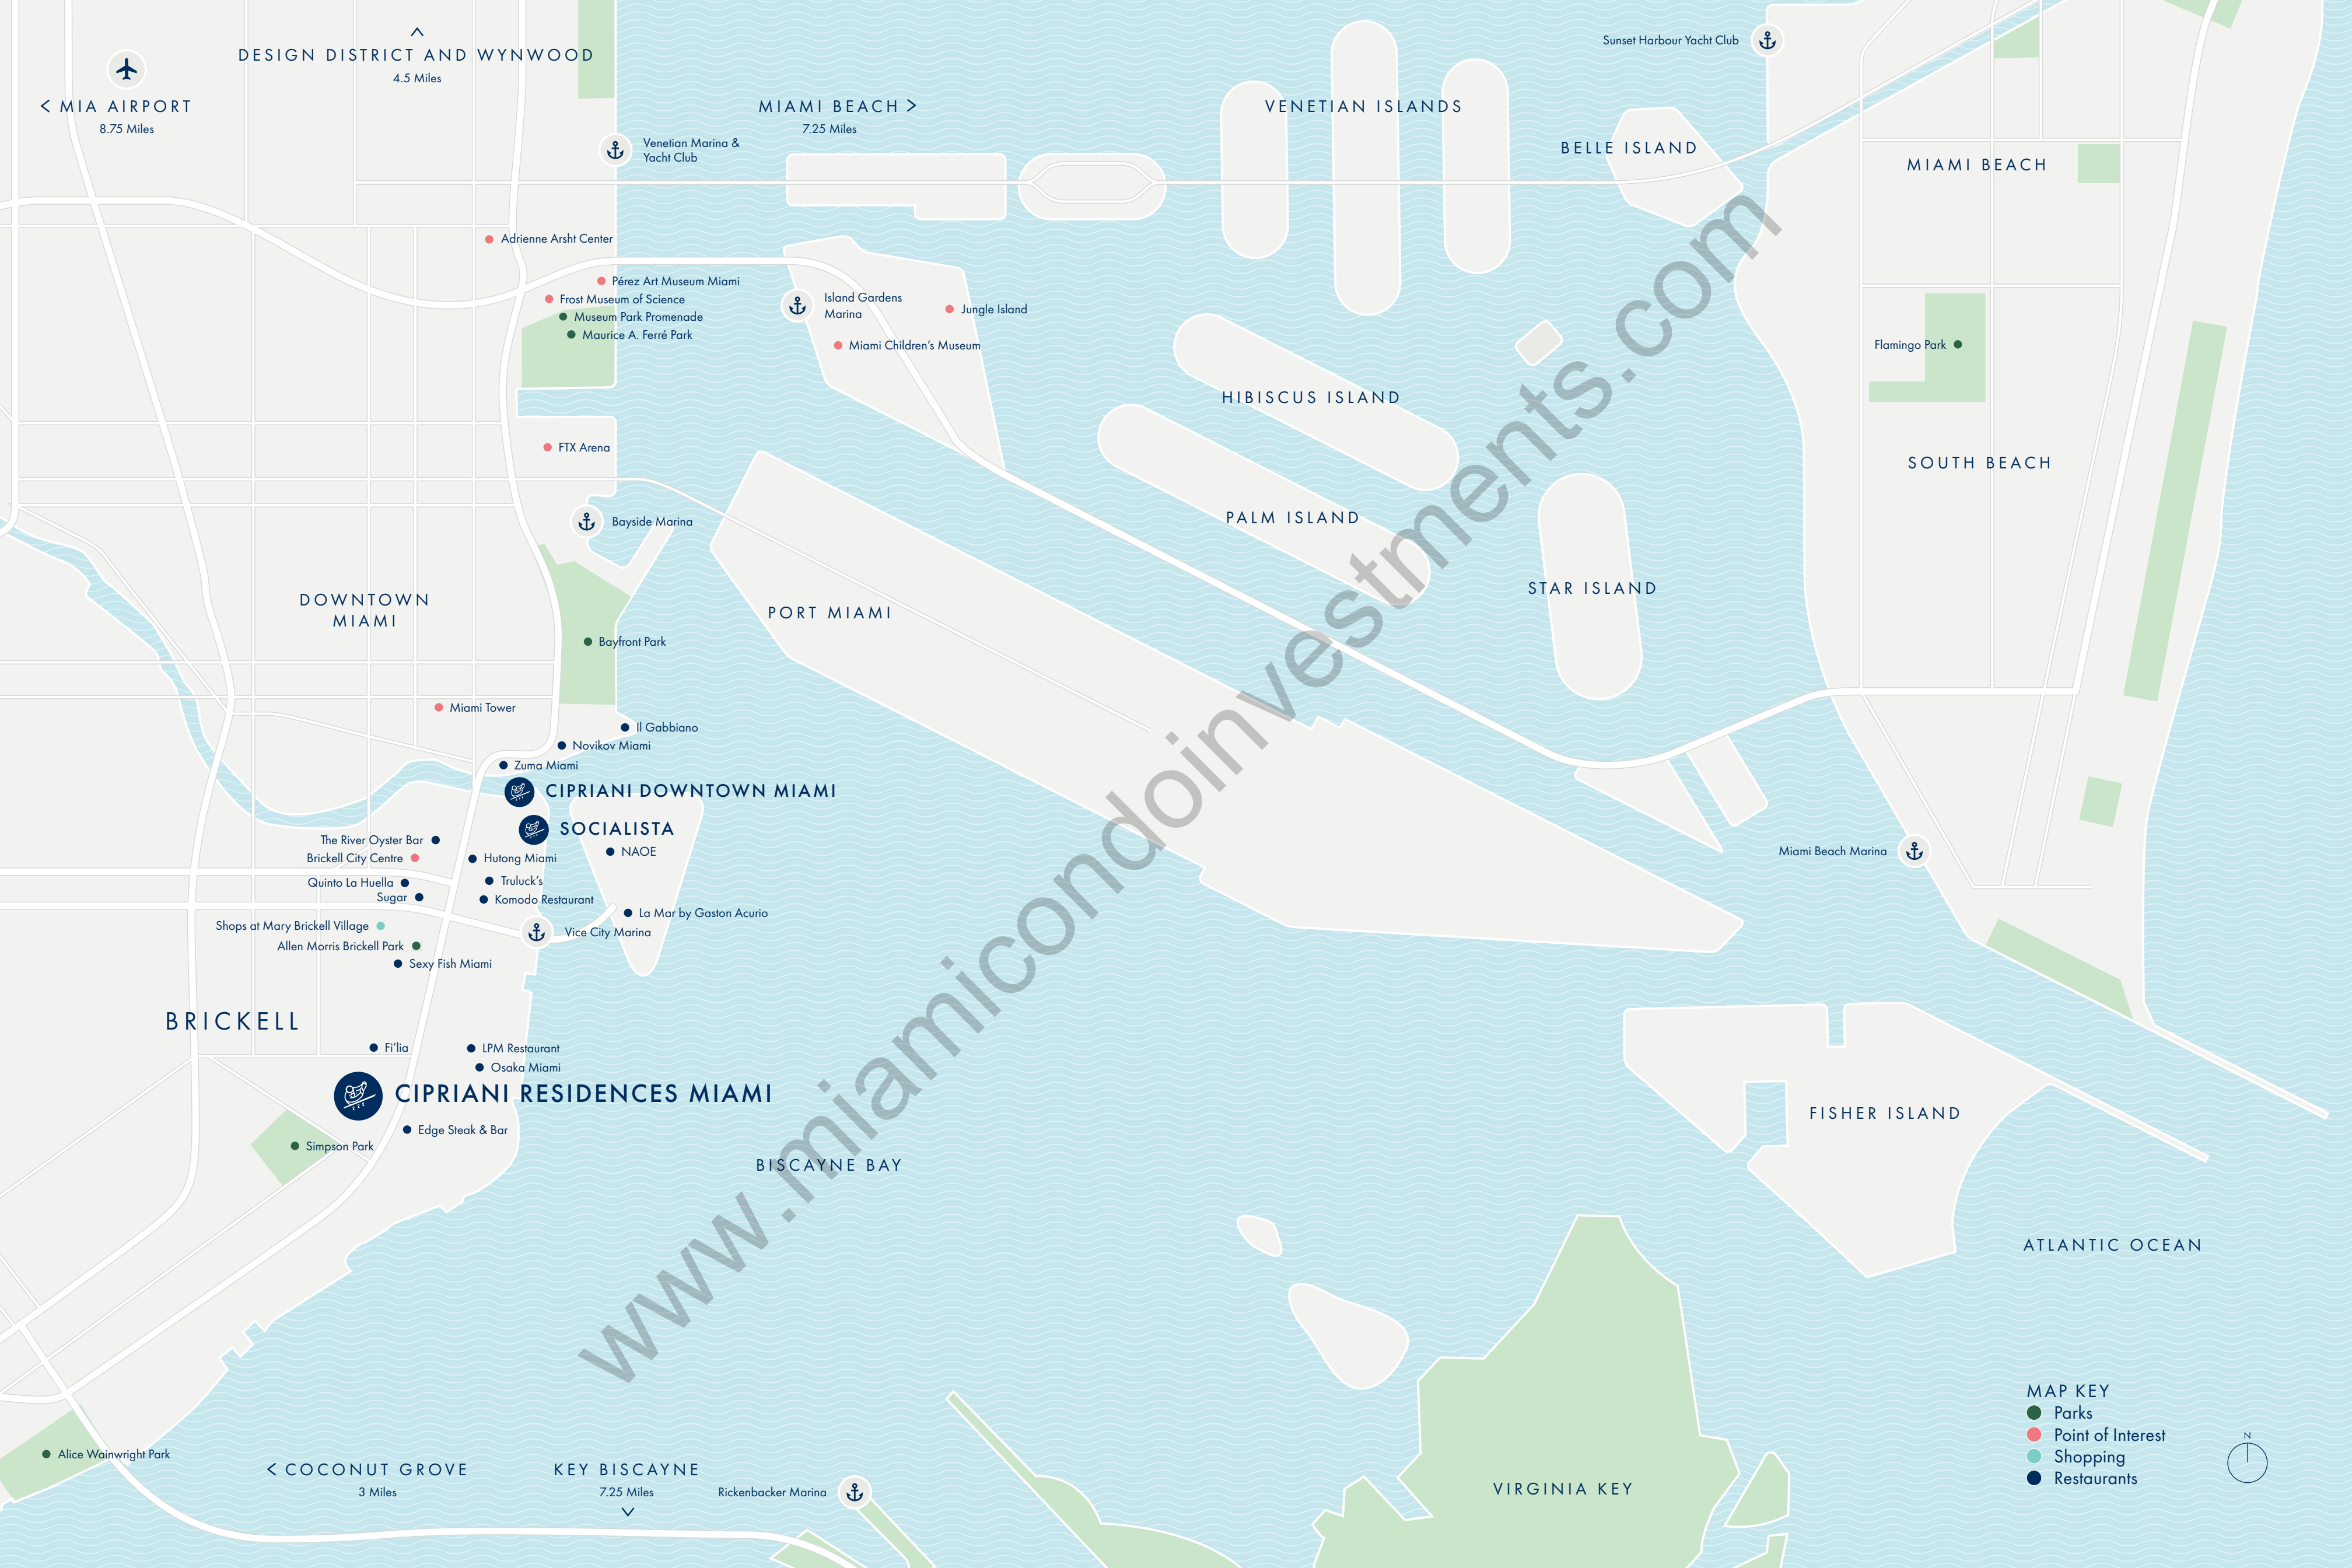 DESIGN DISTRICT AND WYNWOOD
4.5 Miles
< MIA AIRPORT
8.75 Miles
MIAMI BEACH >
7.25 Miles
Venetian Marina &
Yacht Club
VENETIAN ISLANDS
Sunset Harbour Yacht Club
BELLE ISLAND
MIAMI BEACH
Adrienne Arsht Center
Pérez Art Museum Miami
Frost Museum of Science
Museum Park Promenade
Maurice A. Ferré Park
Island Gardens
Marina
Jungle Island
Miami Children's Museum
Flamingo Park
HIBISCUS ISLAND
FTX Arena
SOUTH BEACH
Bayside Marina
PALM ISLAND
STAR ISLAND
DOWNTOWN
MIAMI
PORT MIAMI
Bayfront Park
Miami Tower
Il Gabbiano
Novikov Miami
Zuma Miami
CIPRIANI DOWNTOWN MIAMI
SOCIALISTA
NAOE
The River Oyster Bar
Brickell City Centre
Hutong Miami
Quinto La Huella
Truluck's
Sugar
Komodo Restaurant
La Mar by Gaston Acurio
Shops at Mary Brickell Village
Vice City Marina
Allen Morris Brickell Park
Sexy Fish Miami
Miami Beach Marina
BRICKELL
Fi'lia
LPM Restaurant
Osaka Miami
CIPRIANI RESIDENCES MIAMI
Edge Steak & Bar
Simpson Park
BISCAYNE BAY
FISHER ISLAND
ATLANTIC OCEAN
www.miamicondoinvestments.com
Alice Wainwright Park
< COCONUT GROVE
3 Miles
KEY BISCAYNE
7.25 Miles
Rickenbacker Marina
VIRGINIA KEY
MAP KEY
Parks
Point of Interest
Shopping
Restaurants
N